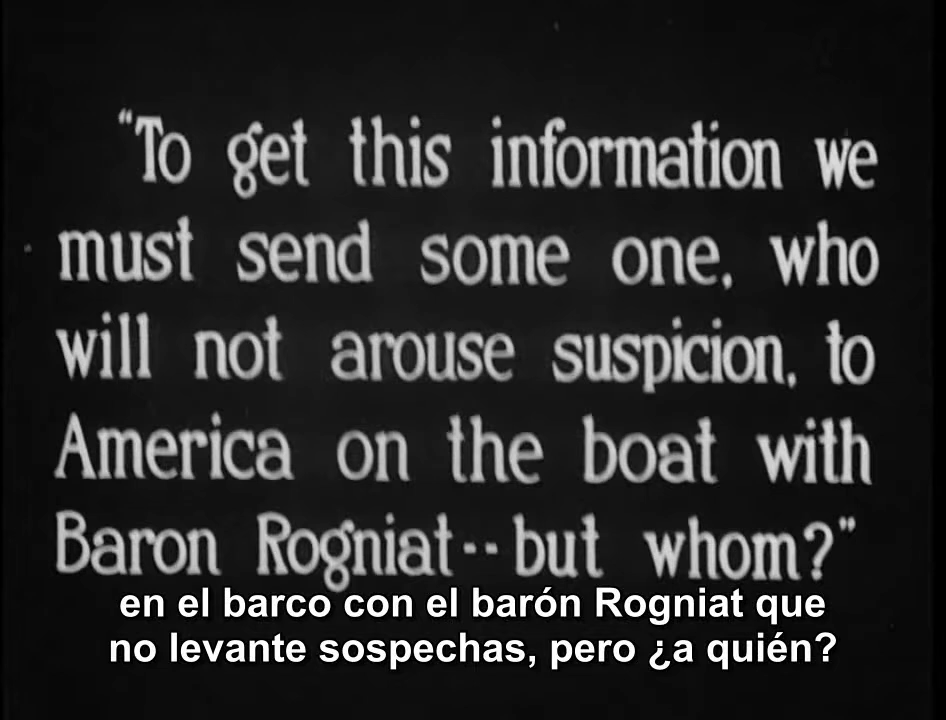 "To get this information we
must send some one, who
will not arouse suspicion, to
America on the boat with
Baron Rogniat--but whom?"
en el barco con el barón Rogniat que
no levante sospechas, pero ¿a quién?